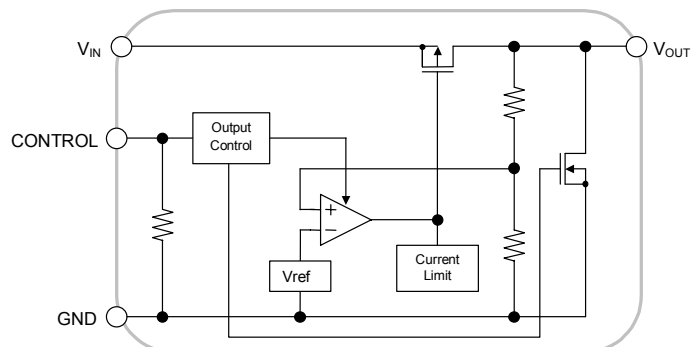 VIN
VOUT
CONTROL
Output
Control
+
−
Vref
Current
Limit
GND